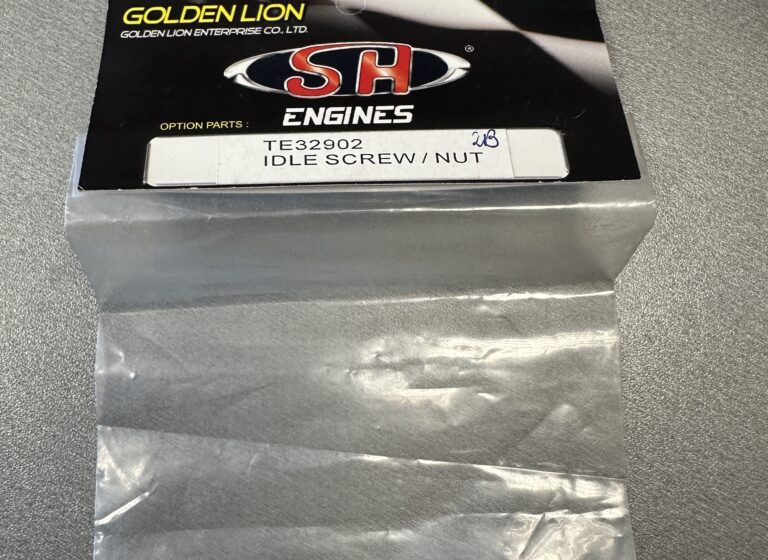 GOLDEN LION
GOLDEN LION ENTERPRISE CO., LTD.
SH ®
ENGINES
OPTION PARTS :
TE32902
IDLE SCREW / NUT